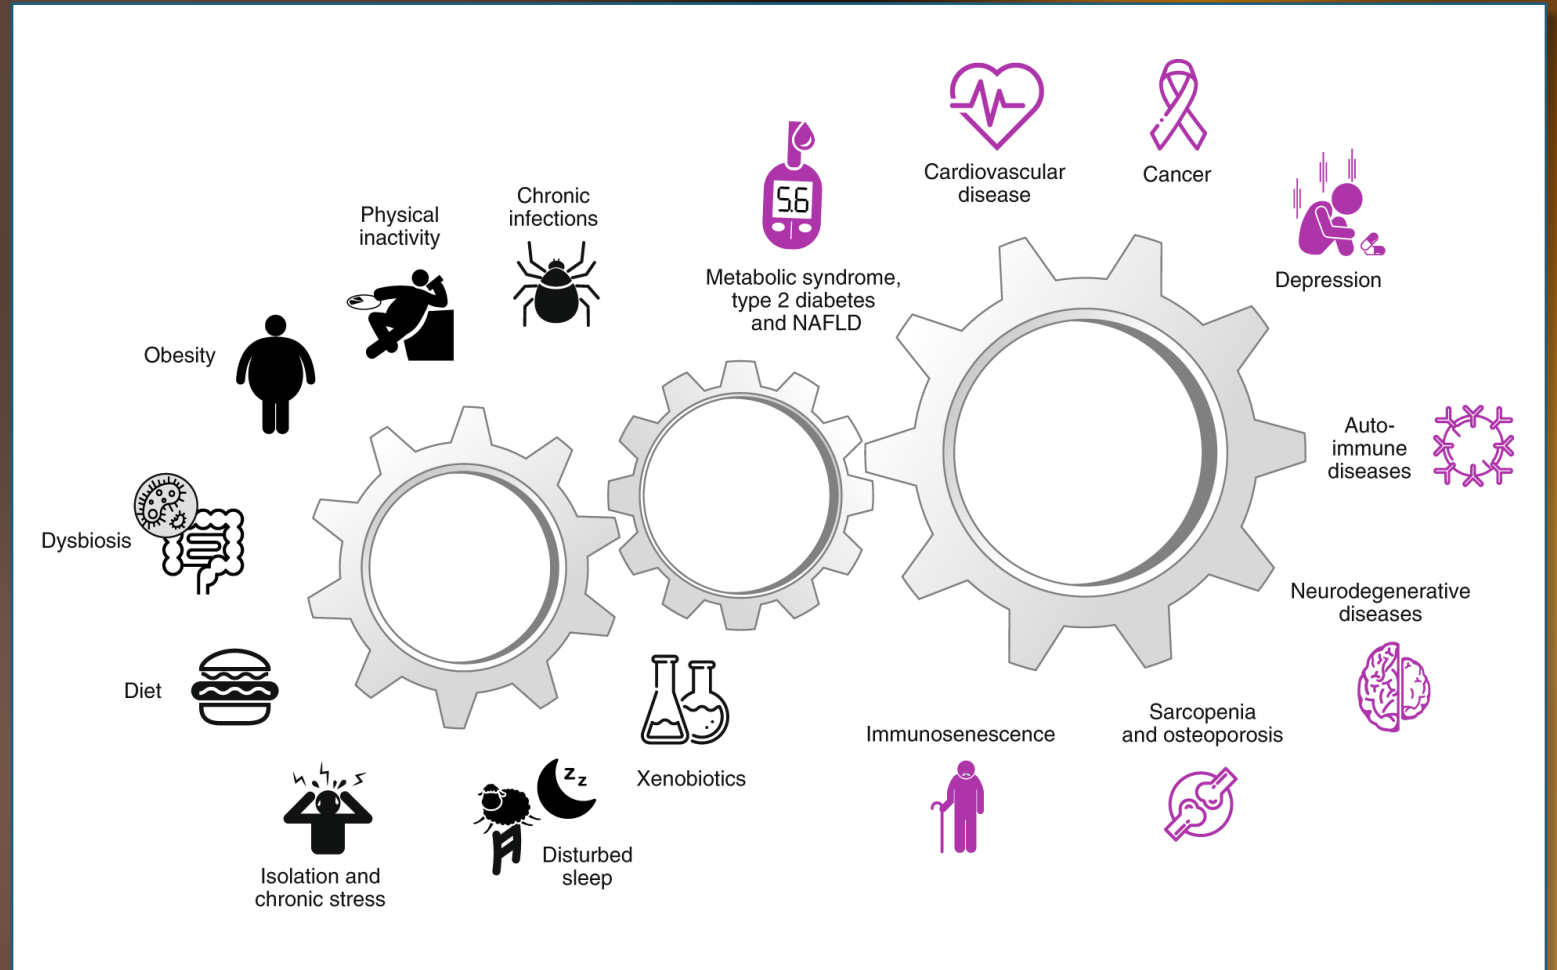 Cardiovascular
disease
Cancer
Depression
Chronic
infections
Physical
inactivity
5.6
Metabolic syndrome,
type 2 diabetes
and NAFLD
Obesity
Auto-
immune
diseases
Dysbiosis
Neurodegenerative
diseases
Diet
Sarcopenia
and osteoporosis
Immunosenescence
Xenobiotics
z z
Disturbed
sleep
Isolation and
chronic stress